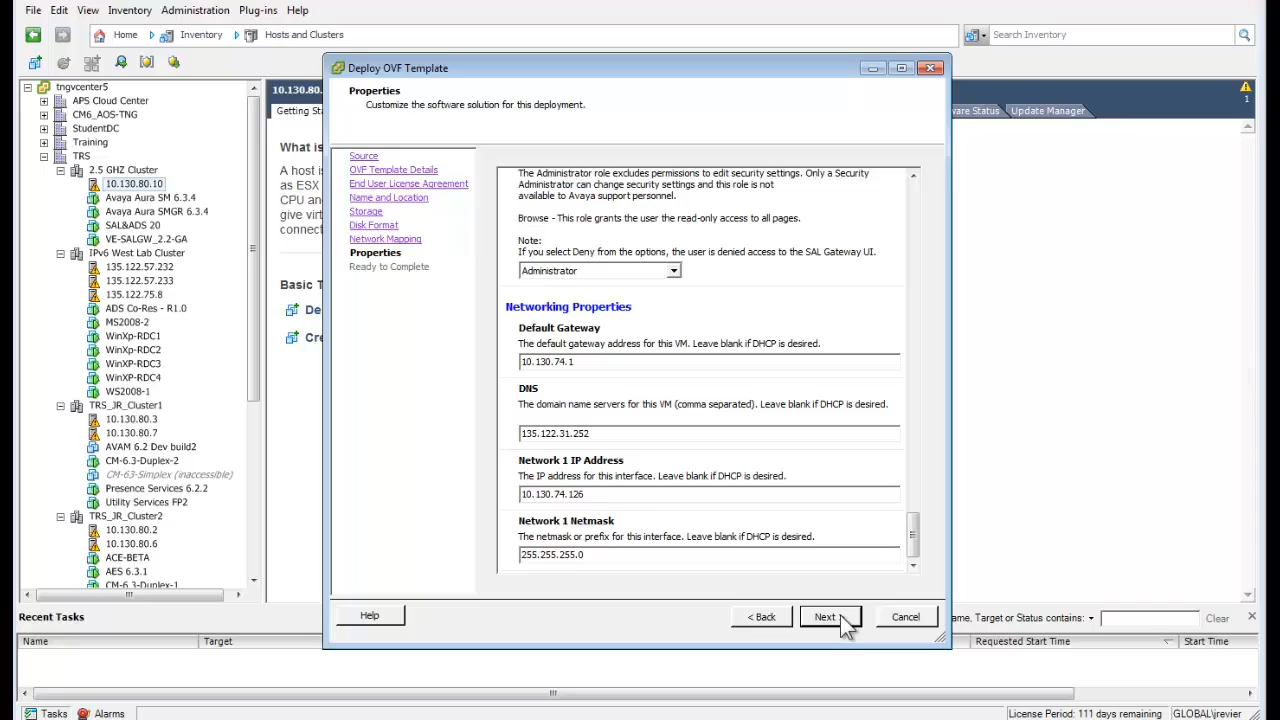 File Edit View Inventory Administration Plug-ins Help
Home Inventory Hosts and Clusters
Search Inventory
tngvcenter5
APS Cloud Center
CM6_AOS-TNG
StudentDC
Training
TRS
2.5 GHZ Cluster
10.130.80.10
Avaya Aura SM 6.3.4
Avaya Aura SMGR 6.3.4
SAL&ADS 20
VE-SALGW_2.2-GA
IPv6 West Lab Cluster
135.122.57.232
135.122.57.233
135.122.75.8
ADS Co-Res - R1.0
MS2008-2
WinXp-RDC1
WinXp-RDC2
WinXp-RDC3
WinXP-RDC4
WS2008-1
TRS_JR_Cluster1
10.130.80.3
10.130.80.7
AVAM 6.2 Dev build2
CM-6.3-Duplex-2
CM-63-Simplex (inaccessible)
Presence Services 6.2.2
Utility Services FP2
TRS_JR_Cluster2
10.130.80.2
10.130.80.6
ACE-BETA
AES 6.3.1
CM-6.3-Duplex-1
10.130.80.
Getting Sta
What is
A host is
as ESX
CPU and
give virt
connect
Basic T
De
Cre
ware Status Update Manager
1
Deploy OVF Template
Properties
Customize the software solution for this deployment.
Source
OVF Template Details
End User License Agreement
Name and Location
Storage
Disk Format
Network Mapping
Properties
Ready to Complete
The Administrator role excludes permissions to edit security settings. Only a Security
Administrator can change security settings and this role is not
available to Avaya support personnel.
Browse - This role grants the user the read-only access to all pages.
Note:
If you select Deny from the options, the user is denied access to the SAL Gateway UI.
Administrator
Networking Properties
Default Gateway
The default gateway address for this VM. Leave blank if DHCP is desired.
10.130.74.1
DNS
The domain name servers for this VM (comma separated). Leave blank if DHCP is desired.
135.122.31.252
Network 1 IP Address
The IP address for this interface. Leave blank if DHCP is desired.
10.130.74.126
Network 1 Netmask
The netmask or prefix for this interface. Leave blank if DHCP is desired.
255.255.255.0
Help < Back Next Cancel
Recent Tasks
ame, Target or Status contains: Clear
Name Target Requested Start Time Start Time
Tasks Alarms
License Period: 111 days remaining GLOBAL\jrevier